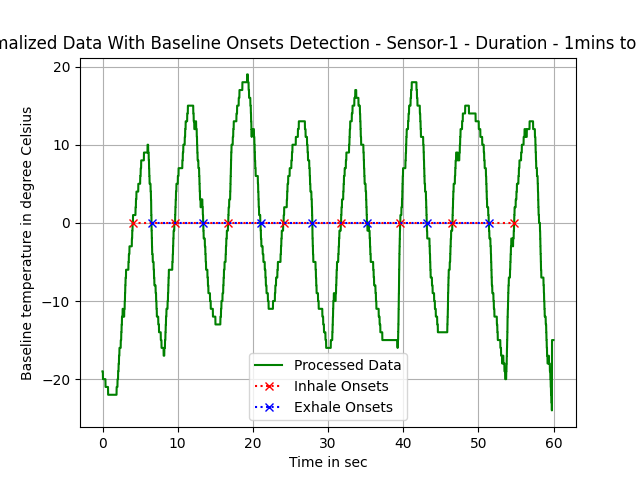 malized Data With Baseline Onsets Detection - Sensor-1 - Duration - 1mins to
Baseline temperature in degree Celsius
20
10
0
−10
−20
0 10 20 30 40 50 60
Time in sec
Processed Data
Inhale Onsets
Exhale Onsets